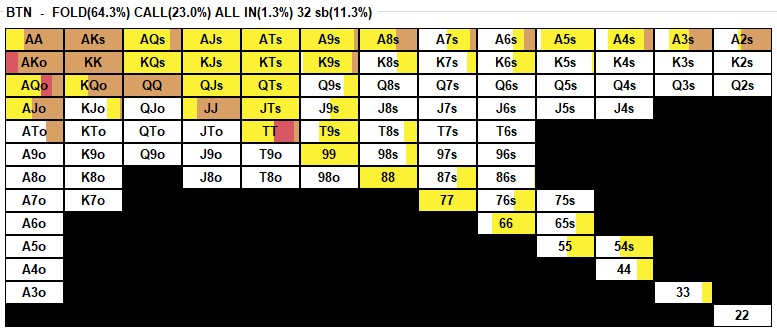 BTN - FOLD(64.3%) CALL(23.0%) ALL IN(1.3%) 32 sb(11.3%)
AA AKs AQs AJs ATs A9s A8s A7s A6s A5s A4s A3s A2s
AKo KK KQs KJs KTs K9s K8s K7s K6s K5s K4s K3s K2s
AQo KQo QQ QJs QTs Q9s Q8s Q7s Q6s Q5s Q4s Q3s Q2s
AJo KJo QJo JJ JTs J9s J8s J7s J6s J5s J4s
ATo KTo QTo JTo TT T9s T8s T7s T6s
A9o K9o Q9o J9o T9o 99 98s 97s 96s
A8o K8o J8o T8o 98o 88 87s 86s
A7o K7o 77 76s 75s
A6o 66 65s
A5o 55 54s
A4o 44
A3o 33
22